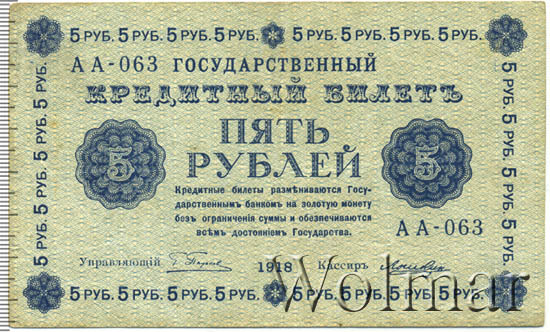 5 РУБ. 5 РУБ. 5 РУБ. 5 РУБ. 5 РУБ. 5 РУБ. 5 РУБ. 5 РУБ.
АА-063 ГОСУДАРСТВЕННЫЙ
КРЕДИТНЫЙ БИЛЕТЪ
ПЯТЬ
РУБЛЕЙ
5 5
Кредитные билеты размѣниваются Госу-
дарственнымъ банкомъ на золотую монету
безъ ограниченія суммы и обезпечиваются
всѣмъ достояніемъ Государства.
АА-063
Управляющій 1918 Кассиръ
5 РУБ. 5 РУБ. 5 РУБ. 5 РУБ. 5 РУБ.
5 РУБ. 5 РУБ. 5 РУБ. 5 РУБ. 5 РУБ.
5 РУБ. 5 РУБ. 5 РУБ. 5 РУБ. 5 РУБ.
Wolmar